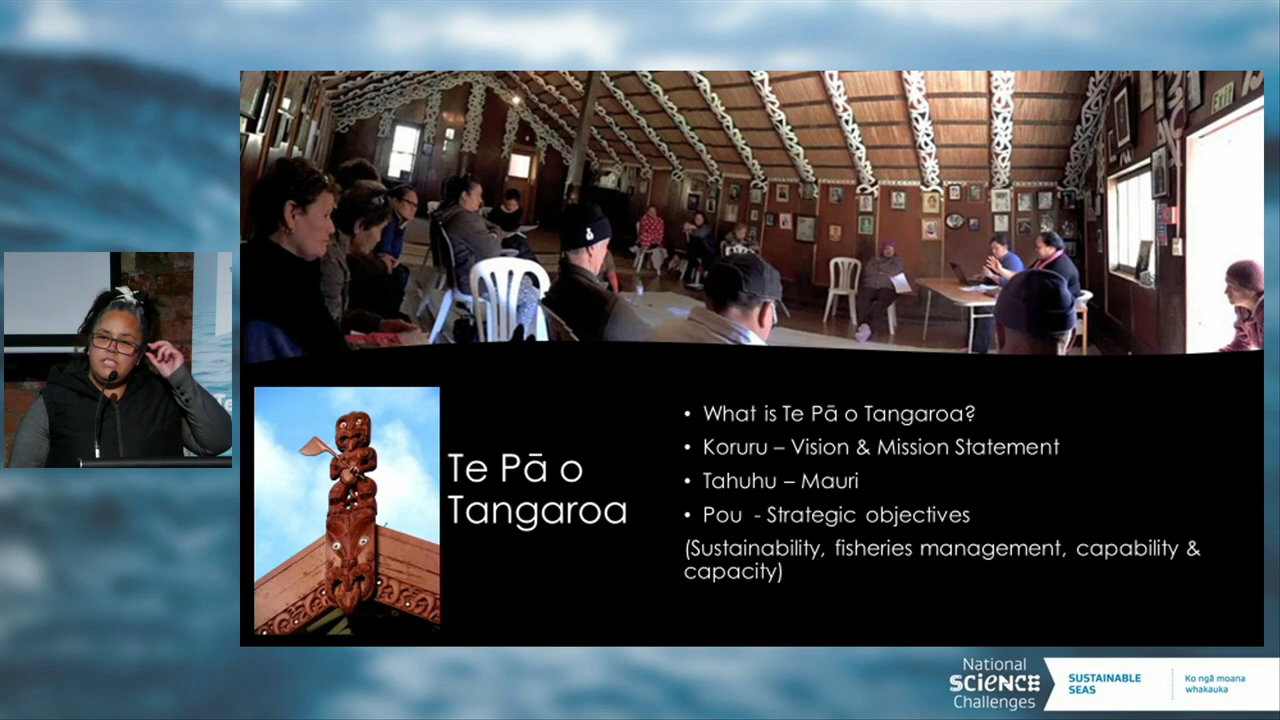 EXIT
Te Pā o
Tangaroa
• What is Te Pā o Tangaroa?
• Koruru – Vision & Mission Statement
• Tahuhu – Mauri
• Pou - Strategic objectives
(Sustainability, fisheries management, capability &
capacity)
National
SCIENCE
Challenges
SUSTAINABLE
SEAS
Ko ngā moana
whakauka